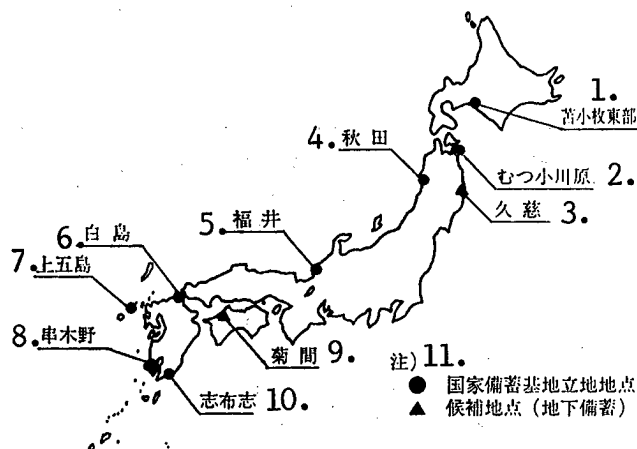 1.
苫小牧東部
4. 秋田
むつ小川原 2.
久慈 3.
5. 福井
6. 白島
7. 上五島
8. 串木野
菊間 9.
志布志 10.
注) 11.
● 国家備蓄基地立地地点
▲ 候補地点 (地下備蓄)